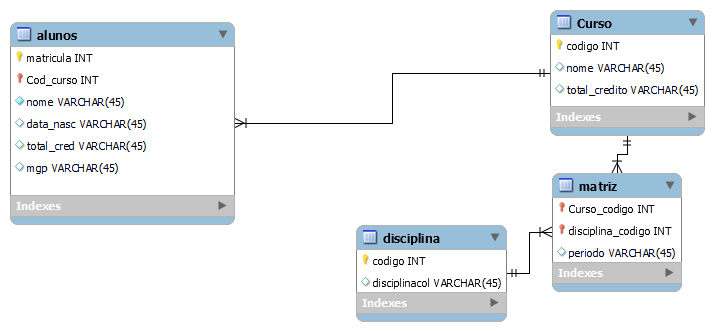 alunos
matricula INT
Cod_curso INT
nome VARCHAR(45)
data_nasc VARCHAR(45)
total_cred VARCHAR(45)
mgp VARCHAR(45)
Indexes
Curso
codigo INT
nome VARCHAR(45)
total_credito VARCHAR(45)
Indexes
disciplina
codigo INT
disciplinacol VARCHAR(45)
Indexes
matriz
Curso_codigo INT
disciplina_codigo INT
periodo VARCHAR(45)
Indexes